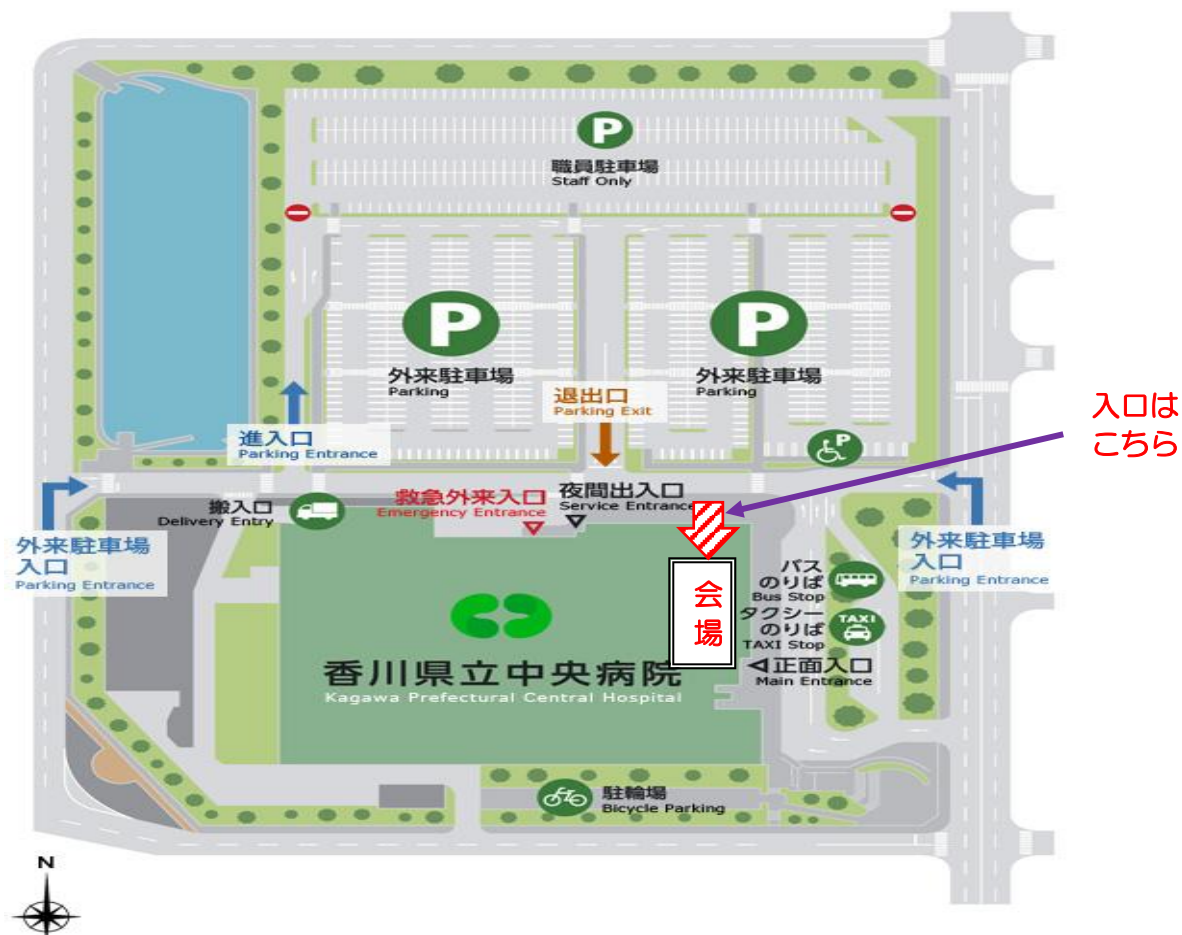 P
職員駐車場
Staff Only
P
外来駐車場
Parking
P
外来駐車場
Parking
退出口
Parking Exit
入口は
こちら
進入口
Parking Entrance
P
搬入口
Delivery Entry
救急外来入口
Emergency Entrance
夜間出入口
Service Entrance
外来駐車場
入口
Parking Entrance
外来駐車場
入口
Parking Entrance
会
場
バス
のりば
Bus Stop
タクシー
のりば
TAXI Stop
TAXI
正面入口
Main Entrance
香川県立中央病院
Kagawa Prefectural Central Hospital
駐輪場
Bicycle Parking
N